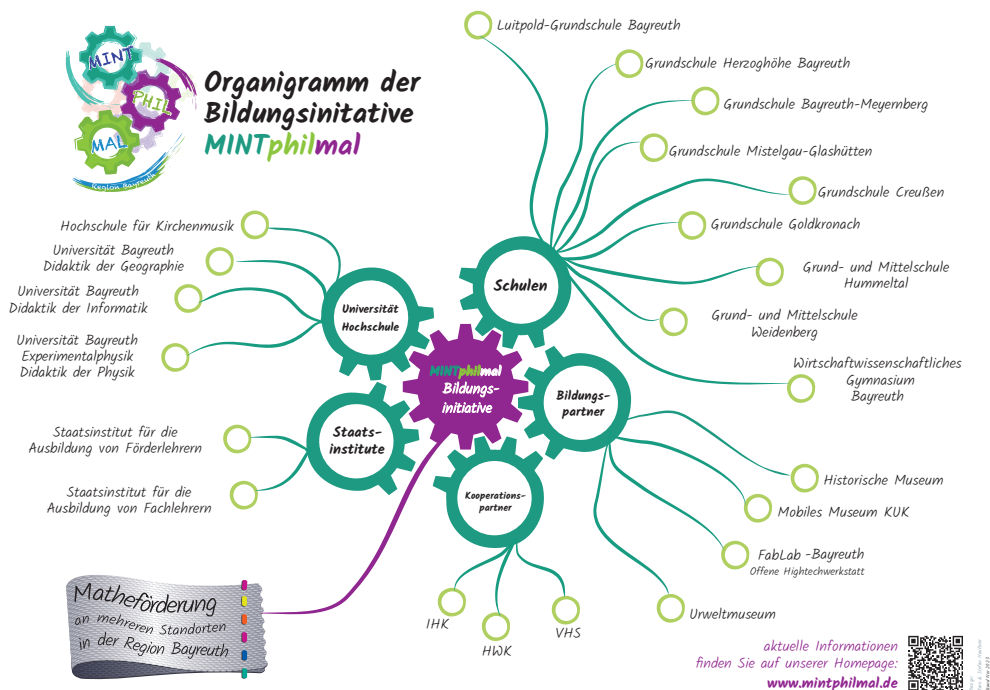 MINT
PHIL
MAL
Region Bayreuth
Organigramm der
Bildungsinitative
MINTphilmal
Luitpold-Grundschule Bayreuth
Grundschule Herzoghöhe Bayreuth
Grundschule Bayreuth-Meyernberg
Grundschule Mistelgau-Glashütten
Grundschule Creußen
Grundschule Goldkronach
Grund- und Mittelschule
Hummeltal
Grund- und Mittelschule
Weidenberg
Wirtschaftwissenschaftliches
Gymnasium
Bayreuth
Hochschule für Kirchenmusik
Universität Bayreuth
Didaktik der Geographie
Universität Bayreuth
Didaktik der Informatik
Universität Bayreuth
Experimentalphysik
Didaktik der Physik
Universität
Hochschule
Schulen
MINTphilmal
Bildungs-
initiative
Bildungs-
partner
Staats-
institute
Kooperations-
partner
Staatsinstitut für die
Ausbildung von Förderlehrern
Staatsinstitut für die
Ausbildung von Fachlehrern
Historische Museum
Mobiles Museum KUK
FabLab -Bayreuth
Offene Hightechwerkstatt
Urweltmuseum
IHK
HWK
VHS
Matheförderung
an mehreren Standorten
in der Region Bayreuth
aktuelle Informationen
finden Sie auf unserer Homepage:
www.mintphilmal.de